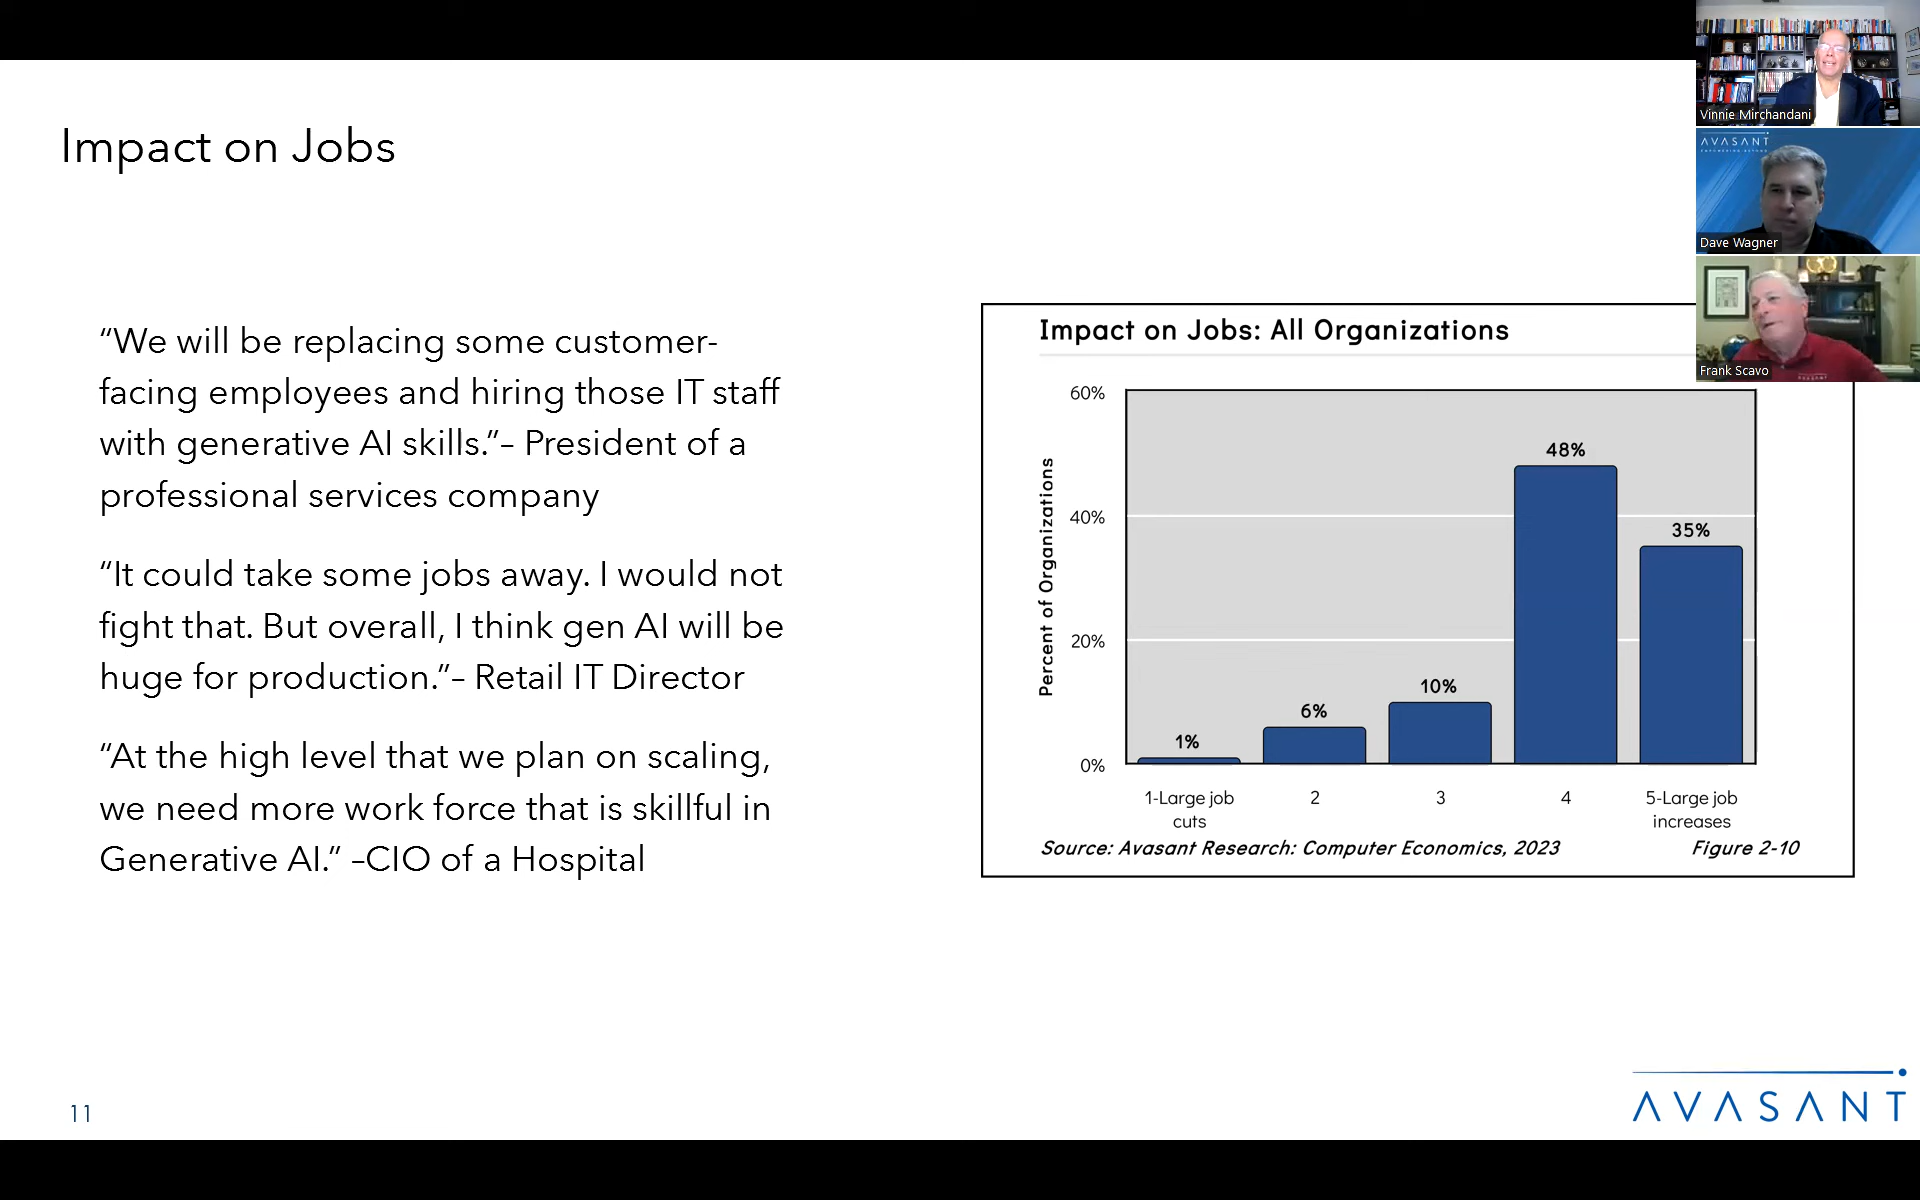 Impact on Jobs
“We will be replacing some customer-
facing employees and hiring those IT staff
with generative AI skills.”– President of a
professional services company
“It could take some jobs away. I would not
fight that. But overall, I think gen AI will be
huge for production.”– Retail IT Director
“At the high level that we plan on scaling,
we need more work force that is skillful in
Generative AI.” –CIO of a Hospital
Impact on Jobs: All Organizations
Percent of Organizations
60%
40%
20%
0%
1%
6%
10%
48%
35%
1-Large job
cuts
2
3
4
5-Large job
increases
Source: Avasant Research: Computer Economics, 2023
Figure 2-10
Vinnie Mirchandani
AVASANT
Dave Wagner
Frank Scavo
11
AVASANT